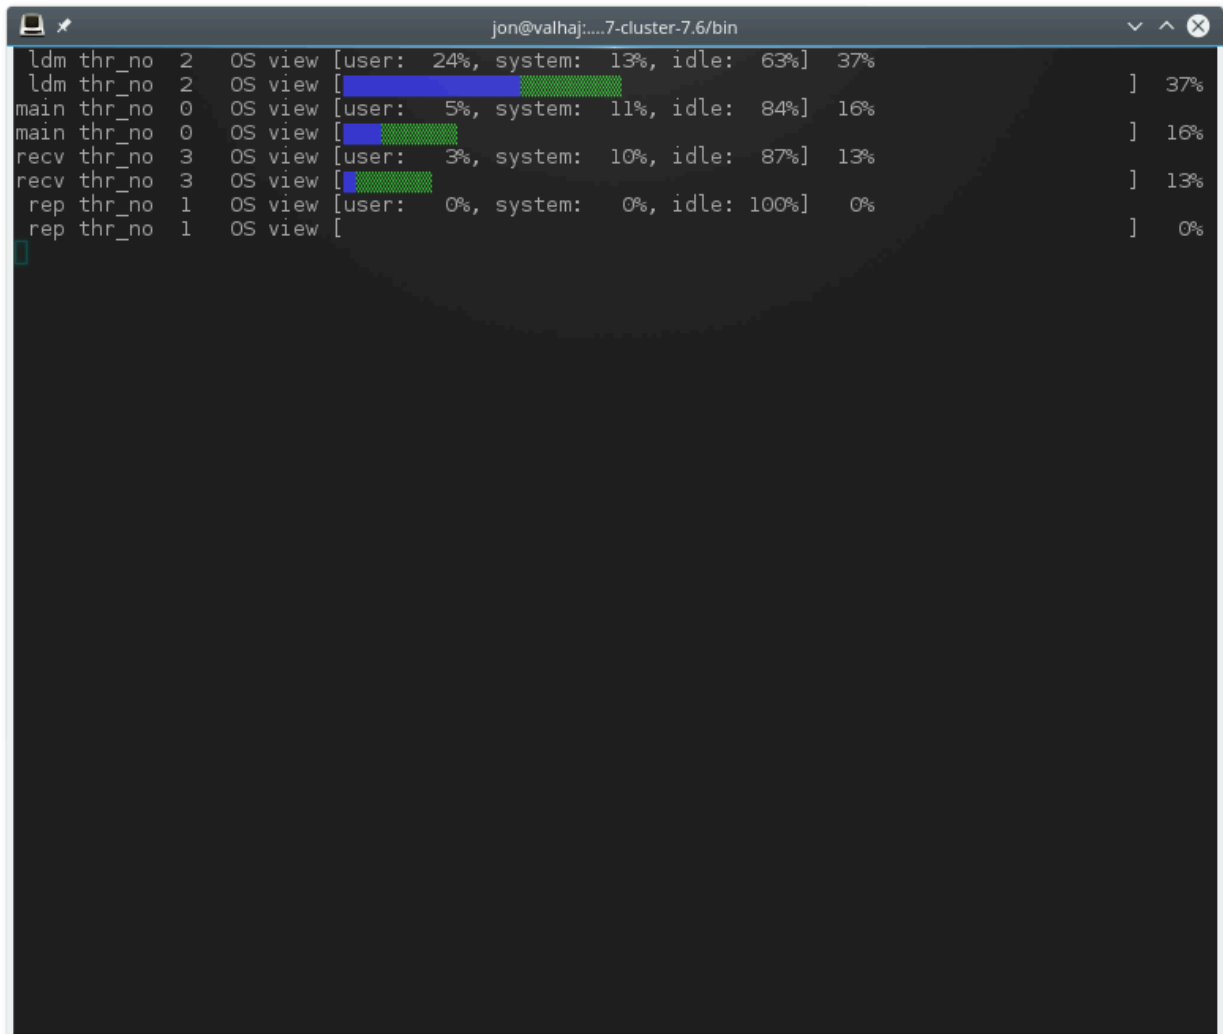 jon@valhaj:....7-cluster-7.6/bin
ldm thr_no 2 OS view [user: 24%, system: 13%, idle: 63%] 37%
ldm thr_no 2 OS view [ ] 37%
main thr_no 0 OS view [user: 5%, system: 11%, idle: 84%] 16%
main thr_no 0 OS view [ ] 16%
recv thr_no 3 OS view [user: 3%, system: 10%, idle: 87%] 13%
recv thr_no 3 OS view [ ] 13%
rep thr_no 1 OS view [user: 0%, system: 0%, idle: 100%] 0%
rep thr_no 1 OS view [ ] 0%